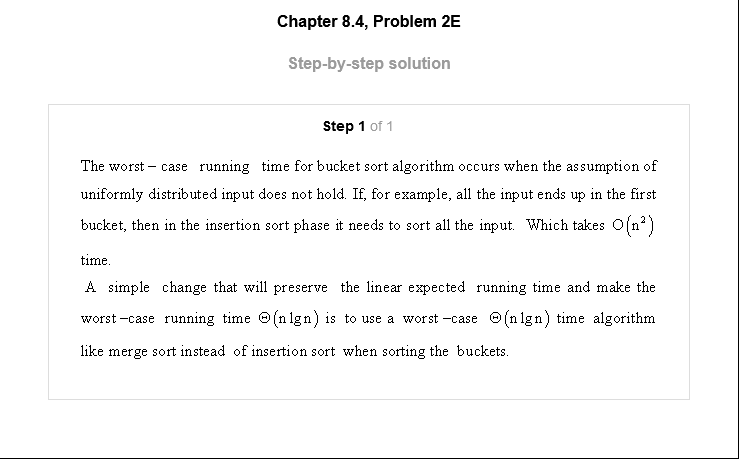 Chapter 8.4, Problem 2E
Step-by-step solution
Step 1 of 1
The worst – case running time for bucket sort algorithm occurs when the assumption of
uniformly distributed input does not hold. If, for example, all the input ends up in the first
bucket, then in the insertion sort phase it needs to sort all the input. Which takes O(n²)
time.
A simple change that will preserve the linear expected running time and make the
worst –case running time Θ(n lg n) is to use a worst –case Θ(n lg n) time algorithm
like merge sort instead of insertion sort when sorting the buckets.